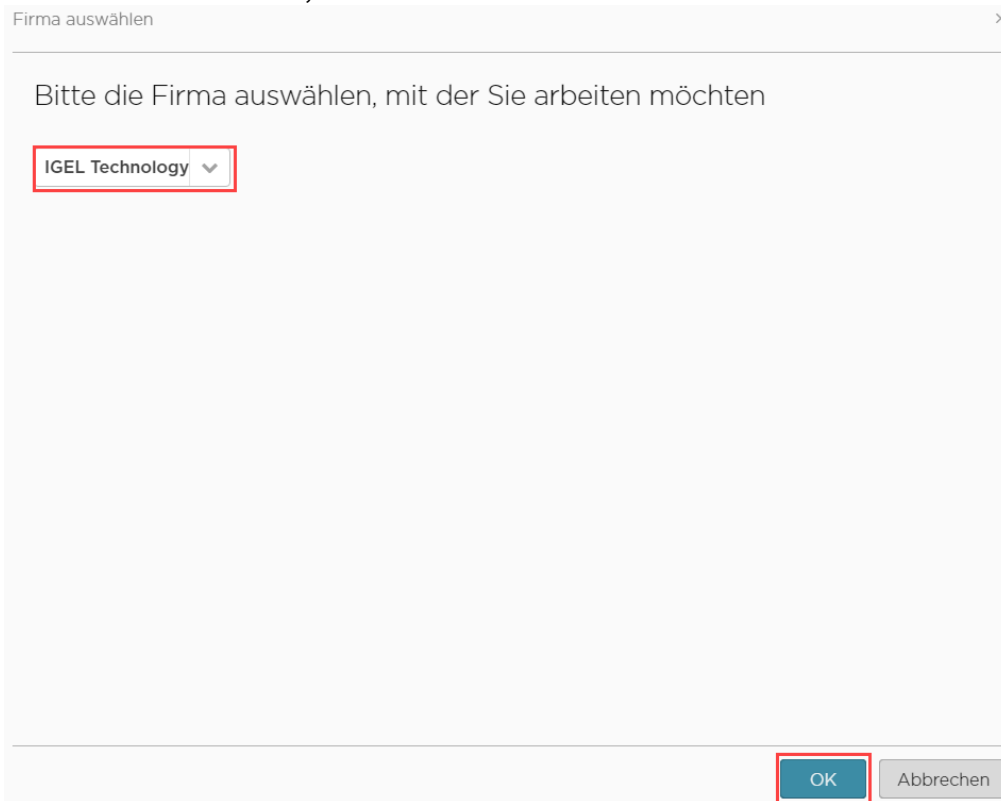 Firma auswählen
Bitte die Firma auswählen, mit der Sie arbeiten möchten
IGEL Technology
OK Abbrechen